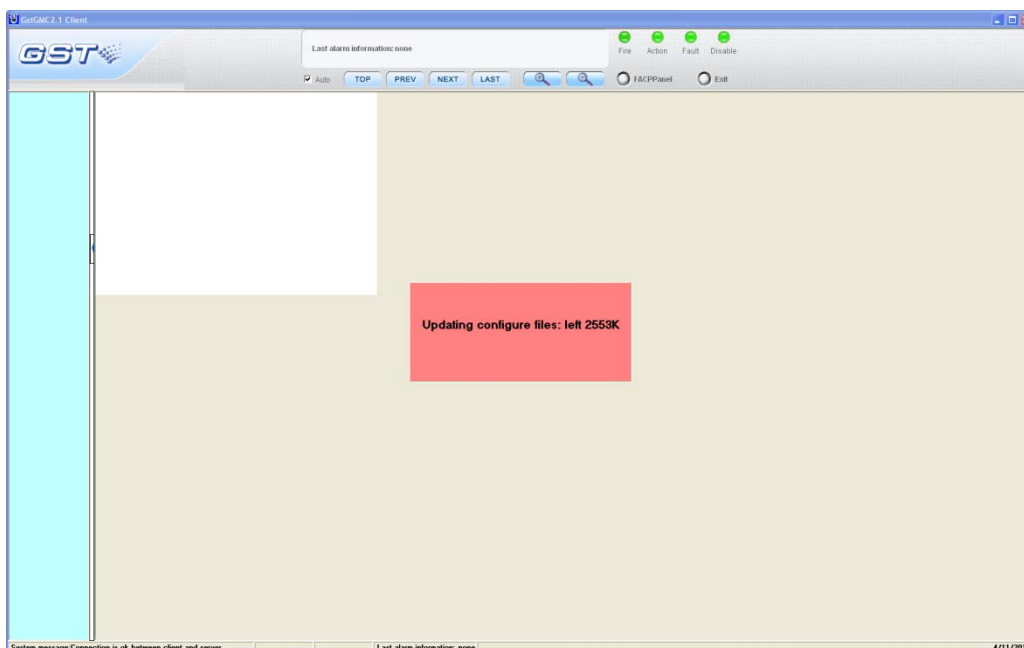 GstGMC2.1 Client
GST
Last alarm information: none
Fire Action Fault Disable
Auto TOP PREV NEXT LAST FACPPanel Exit
Updating configure files: left 2553K
System message:Connection is ok between client and server
Last alarm information: none